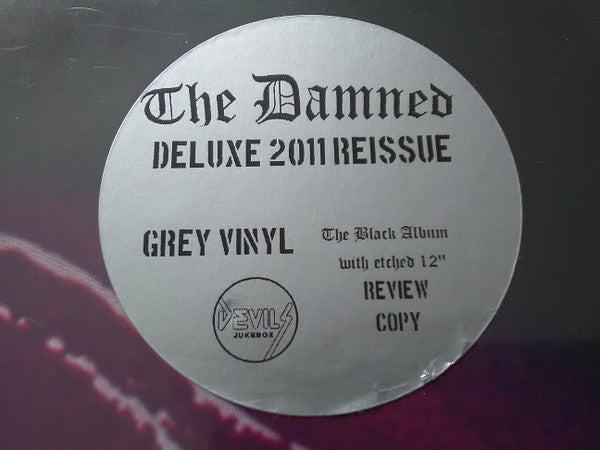 The Damned
DELUXE 2011 REISSUE
GREY VINYL
The Black Album
with etched 12"
REVIEW
COPY
DEVILS
JUKEBOX